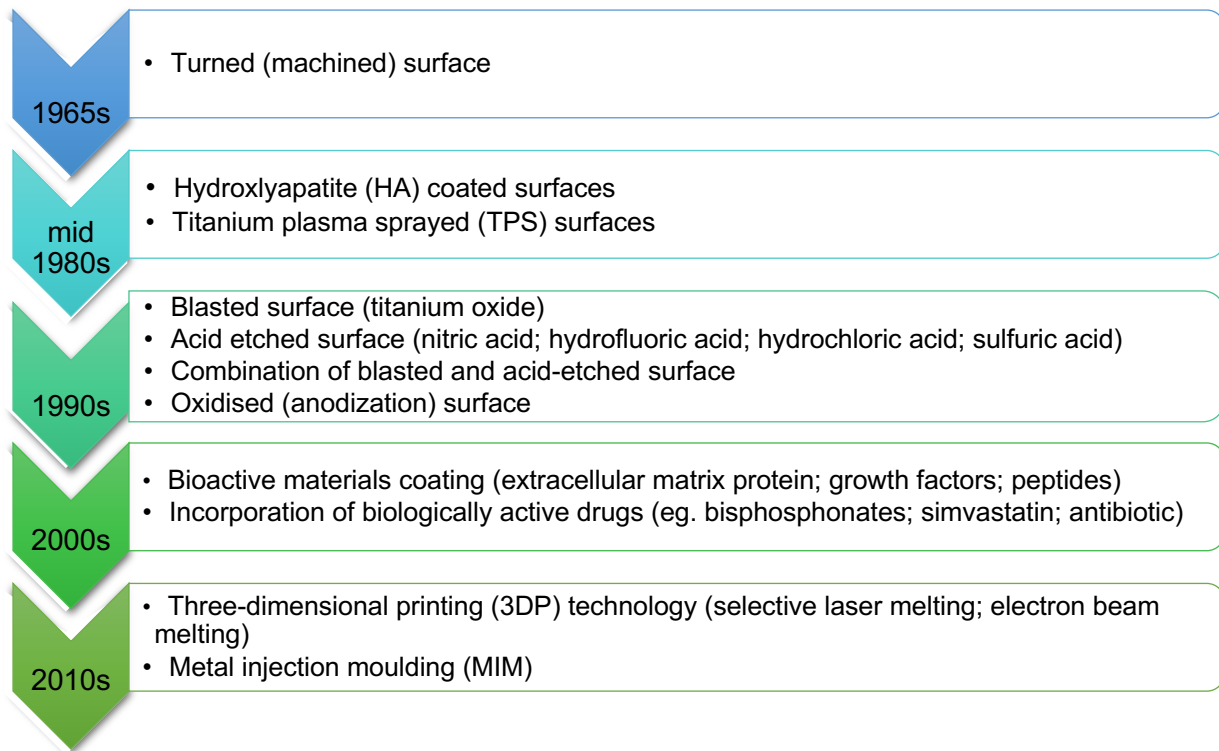 1965s
• Turned (machined) surface
mid
1980s
• Hydroxlyapatite (HA) coated surfaces
• Titanium plasma sprayed (TPS) surfaces
1990s
• Blasted surface (titanium oxide)
• Acid etched surface (nitric acid; hydrofluoric acid; hydrochloric acid; sulfuric acid)
• Combination of blasted and acid-etched surface
• Oxidised (anodization) surface
2000s
• Bioactive materials coating (extracellular matrix protein; growth factors; peptides)
• Incorporation of biologically active drugs (eg. bisphosphonates; simvastatin; antibiotic)
2010s
• Three-dimensional printing (3DP) technology (selective laser melting; electron beam
melting)
• Metal injection moulding (MIM)